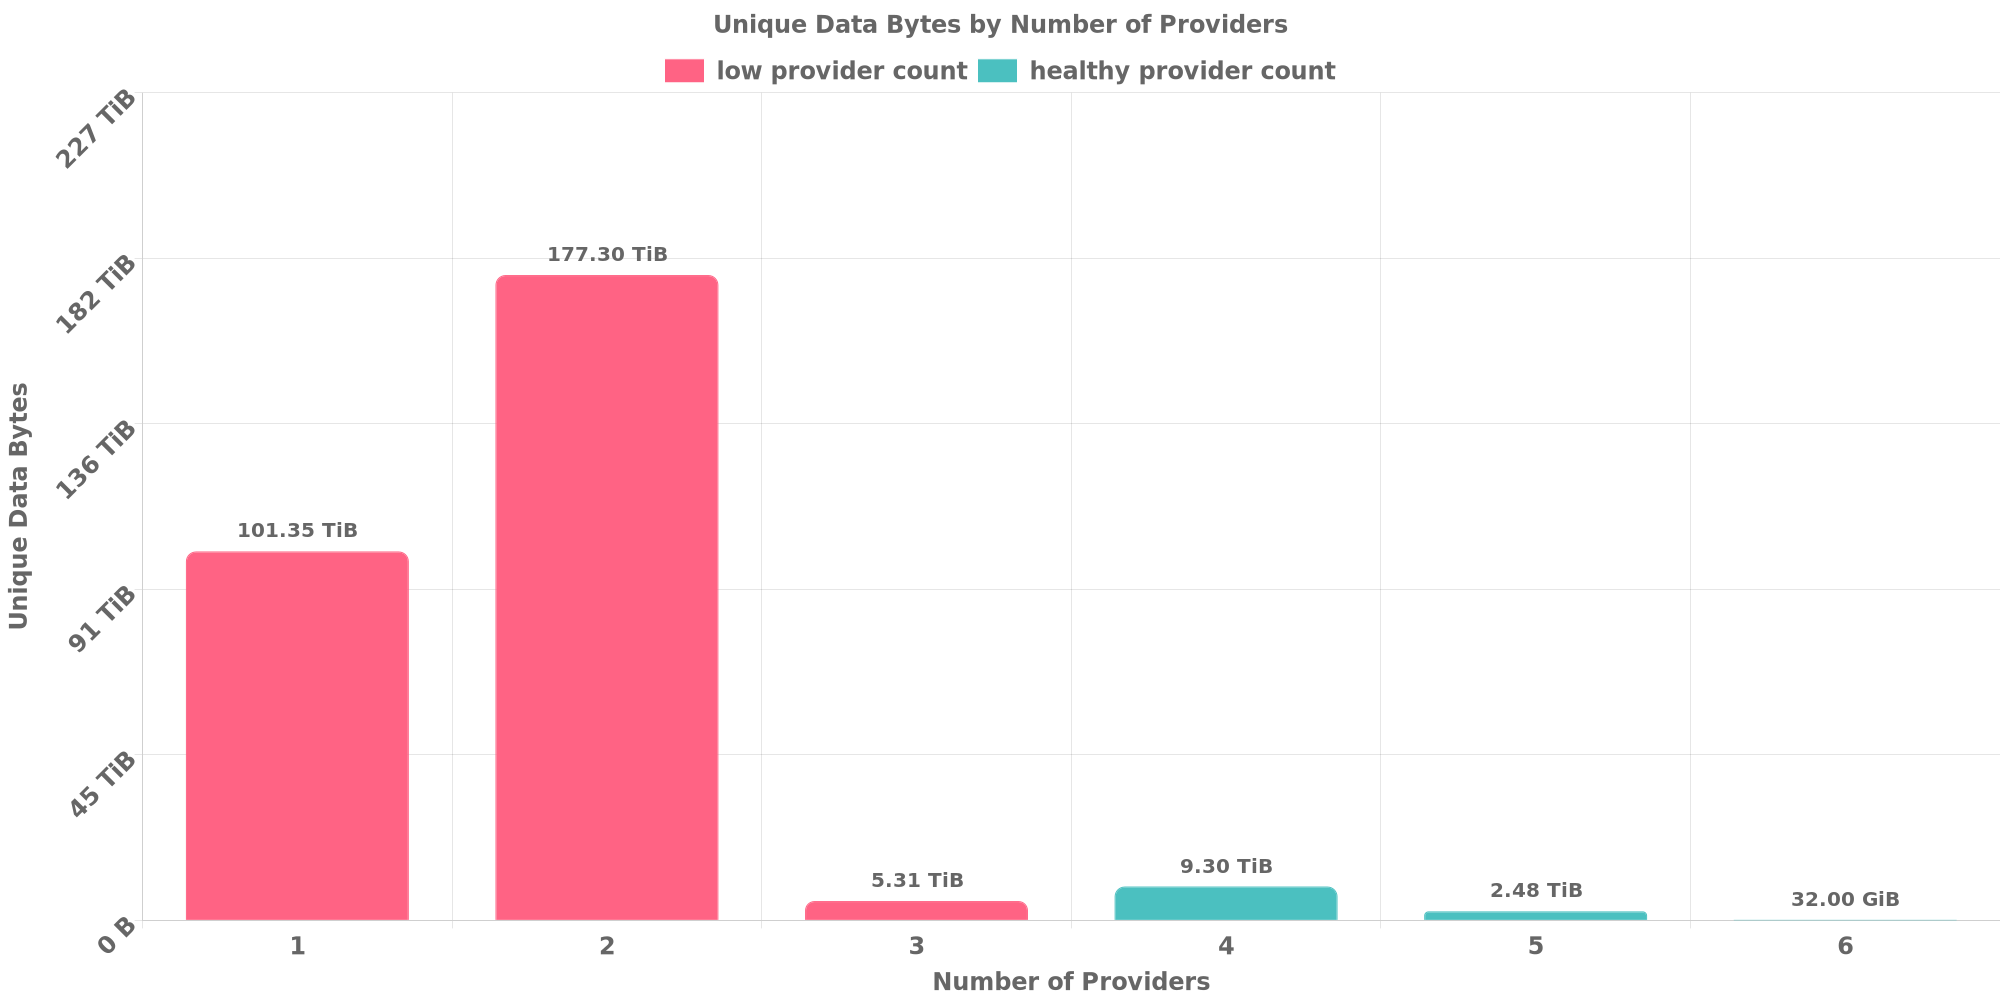 Unique Data Bytes by Number of Providers
low provider count healthy provider count
227 TiB
182 TiB
136 TiB
91 TiB
45 TiB
0 B
Unique Data Bytes
101.35 TiB
177.30 TiB
5.31 TiB
9.30 TiB
2.48 TiB
32.00 GiB
1 2 3 4 5 6
Number of Providers